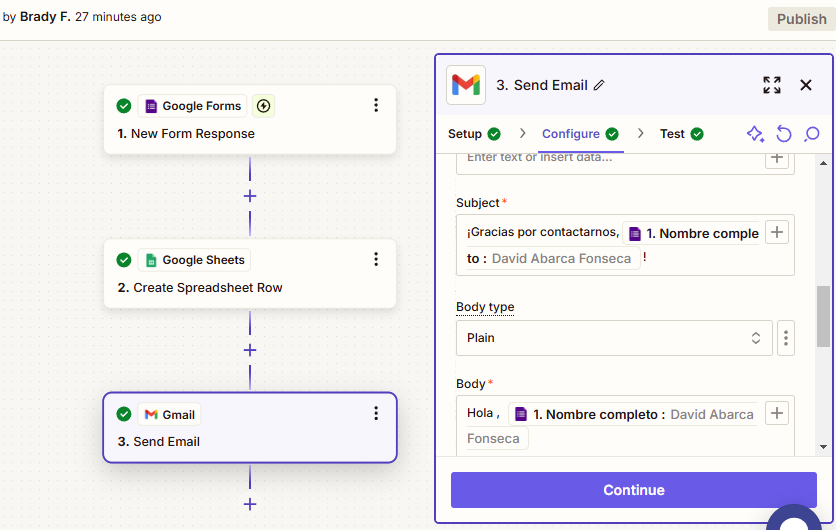 by Brady F. 27 minutes ago
Publish
Google Forms
1. New Form Response
Google Sheets
2. Create Spreadsheet Row
Gmail
3. Send Email
3. Send Email
Setup
Configure
Test
Enter text or insert data...
Subject*
¡Gracias por contactarnos, 1. Nombre comple
to : David Abarca Fonseca !
Body type
Plain
Body*
Hola , 1. Nombre completo : David Abarca
Fonseca
Continue